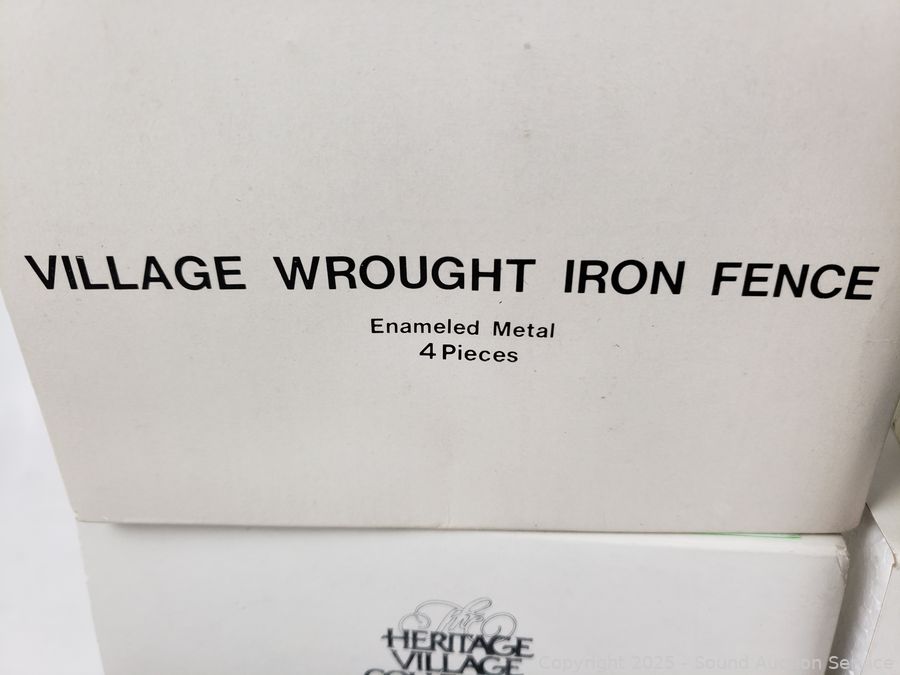 VILLAGE WROUGHT IRON FENCE
Enameled Metal
4 Pieces
The
HERITAGE
VILLAGE
Copyright 2025 - Sound Auction Service